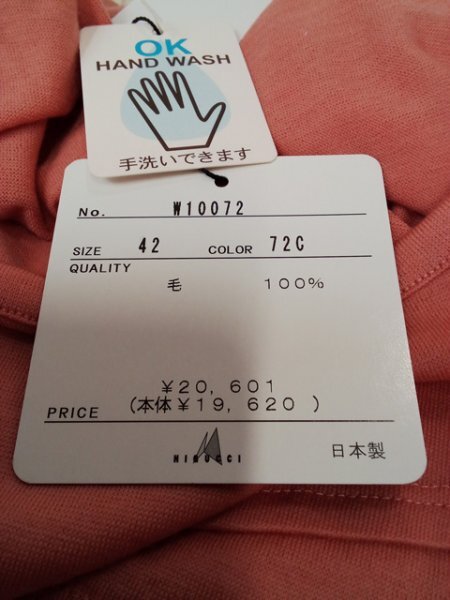 OK
HAND WASH
手洗いできます
No. W10072
SIZE 42 COLOR 72C
QUALITY
毛 100%
¥20,601
PRICE (本体¥19,620)
日本製